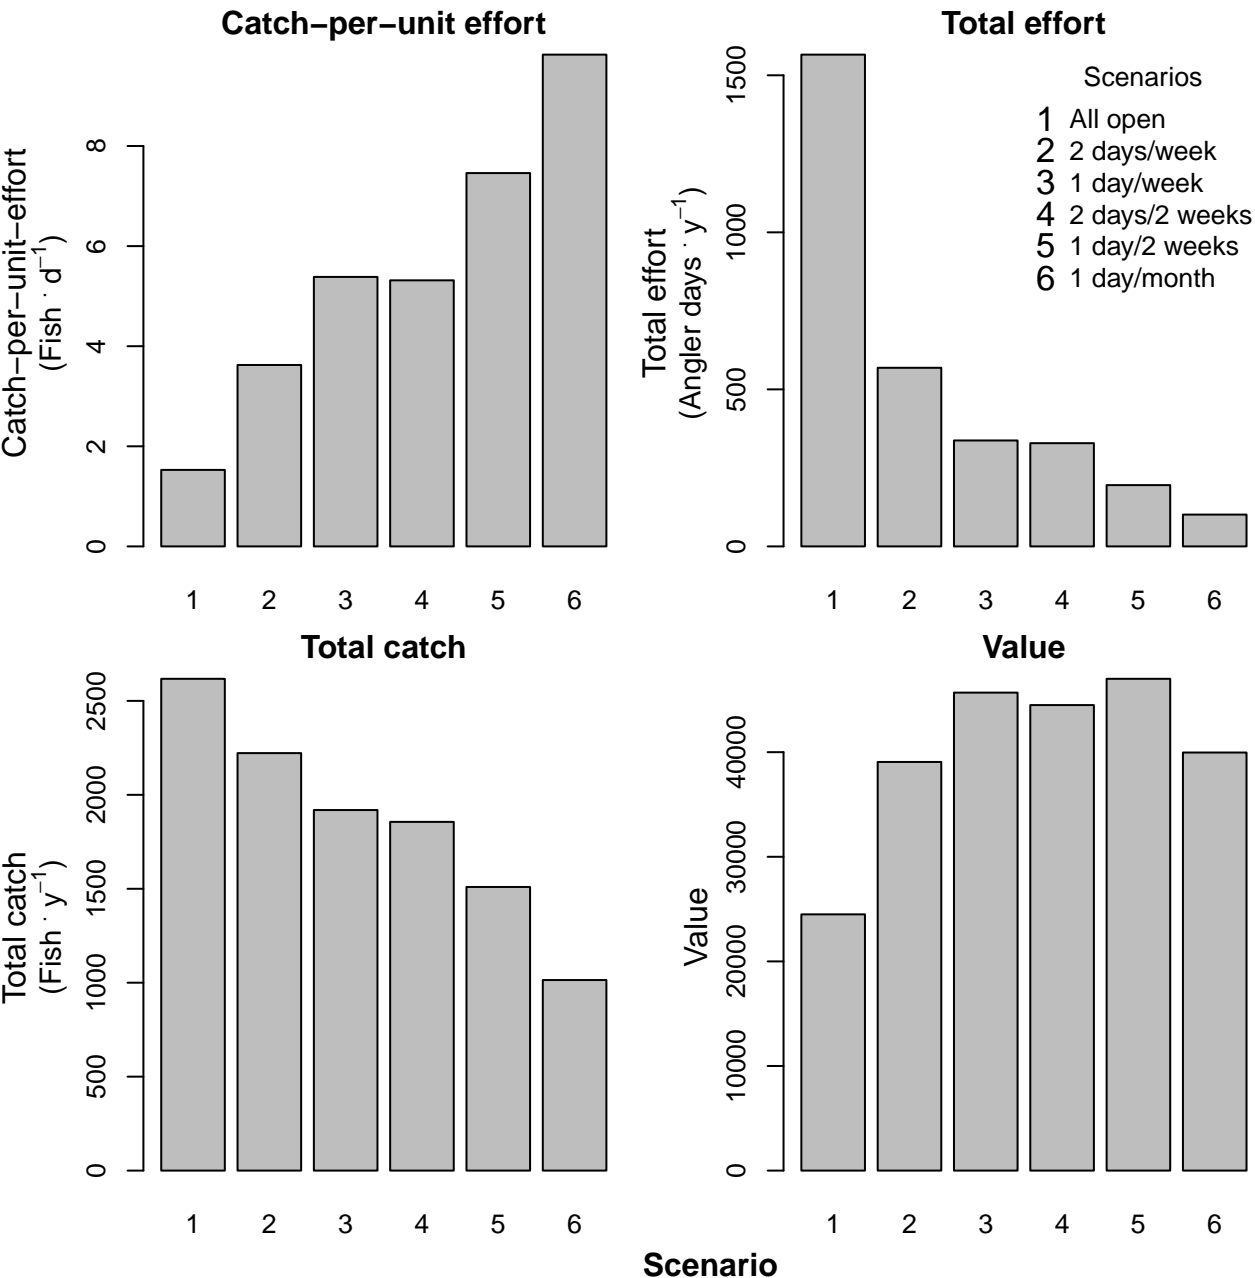 Catch−per−unit effort
Catch−per−unit−effort
(Fish · d⁻¹)
0 2 4 6 8
1 2 3 4 5 6
Total effort
Total effort
(Angler days · y⁻¹)
0 500 1000 1500
Scenarios
1 All open
2 2 days/week
3 1 day/week
4 2 days/2 weeks
5 1 day/2 weeks
6 1 day/month
1 2 3 4 5 6
Total catch
Total catch
(Fish · y⁻¹)
0 500 1000 1500 2000 2500
1 2 3 4 5 6
Value
Value
0 10000 20000 30000 40000
1 2 3 4 5 6
Scenario